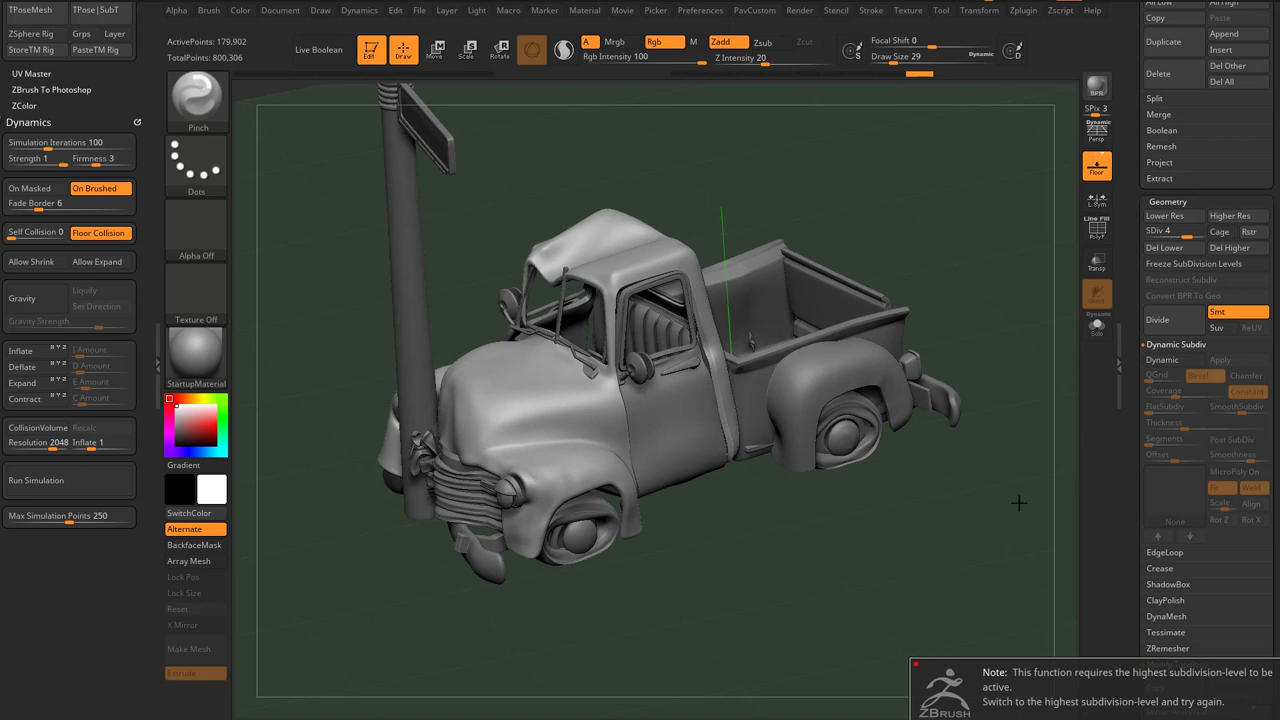 Alpha Brush Color Document Draw Dynamics Edit File Layer Light Macro Marker Material Movie Picker Preferences PavCustom Render Stencil Stroke Texture Tool Transform Zplugin Zscript Help
TPoseMesh TPose|SubT
ZSphere Rig Grps Layer
StoreTM Rig PasteTM Rig
UV Master
ZBrush To Photoshop
ZColor
Dynamics
Simulation Iterations 100
Strength 1 Firmness 3
On Masked On Brushed
Fade Border 6
Self Collision 0 Floor Collision
Allow Shrink Allow Expand
Gravity Liquify
Set Direction
Gravity Strength
Inflate I Amount
Deflate D Amount
Expand E Amount
Contract C Amount
CollisionVolume Recalc
Resolution 2048 Inflate 1
Run Simulation
Max Simulation Points 250
ActivePoints: 179,902
TotalPoints: 800,306
Live Boolean
Edit Draw Move Scale Rotate
A Mrgb Rgb M Zadd Zsub Zcut
Rgb Intensity 100 Z Intensity 20
S
Focal Shift 0
Draw Size 29 Dynamic
D
Pinch
Dots
Alpha Off
Texture Off
StartupMaterial
Gradient
SwitchColor
Alternate
BackfaceMask
Array Mesh
Lock Pos
Lock Size
Reset
X Mirror
Make Mesh
Extrude
BPR
SPix 3
Dynamic
Persp
Floor
L.Sym
Line Fill
PolyF
Transp
Dynamic
Solo
Copy Paste
Duplicate Append
Insert
Delete Del Other
Del All
Split
Merge
Boolean
Remesh
Project
Extract
Geometry
Lower Res Higher Res
SDiv 4 Cage Rstr
Del Lower Del Higher
Freeze SubDivision Levels
Reconstruct Subdiv
Convert BPR To Geo
Divide Smt
Suv ReUV
Dynamic Subdiv
Dynamic Apply
QGrid Bevel Chamfer
Coverage Constant
FlatSubdiv SmoothSubdiv
Thickness
Segments Post SubDiv
Offset Smoothness
MicroPoly On
Fit Weld
Scale Align
None Rot Z Rot X
EdgeLoop
Crease
ShadowBox
ClayPolish
DynaMesh
Tessimate
ZRemesher
Note: This function requires the highest subdivision-level to be
active.
Switch to the highest subdivision-level and try again.
ZBRUSH